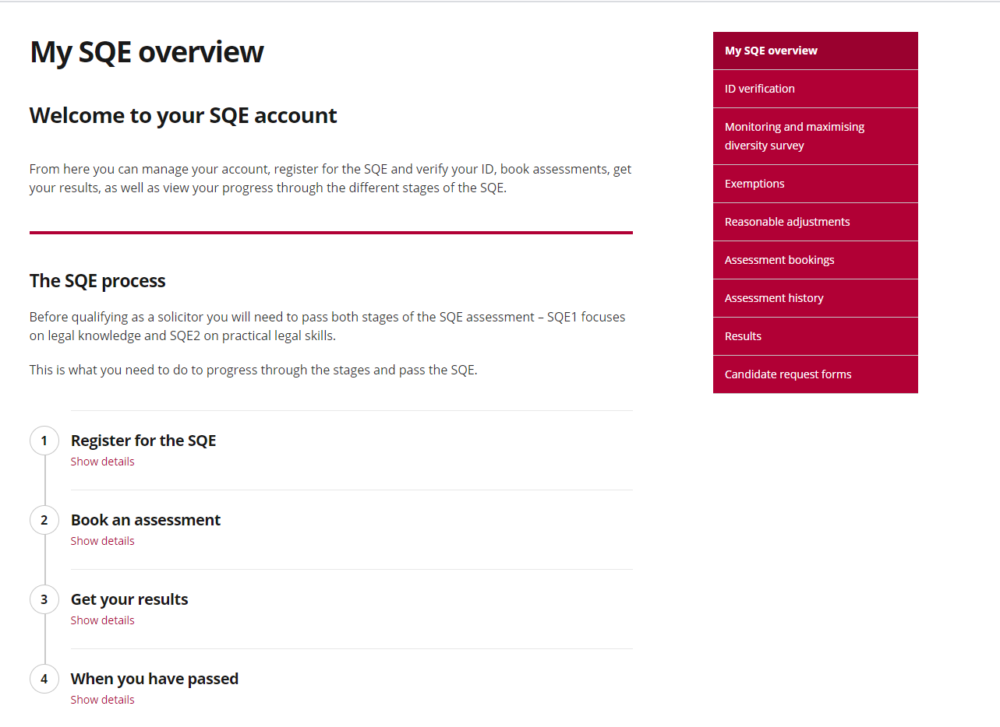 My SQE overview
Welcome to your SQE account
From here you can manage your account, register for the SQE and verify your ID, book assessments, get
your results, as well as view your progress through the different stages of the SQE.
The SQE process
Before qualifying as a solicitor you will need to pass both stages of the SQE assessment – SQE1 focuses
on legal knowledge and SQE2 on practical legal skills.
This is what you need to do to progress through the stages and pass the SQE.
1 Register for the SQE
Show details
2 Book an assessment
Show details
3 Get your results
Show details
4 When you have passed
Show details
My SQE overview
ID verification
Monitoring and maximising
diversity survey
Exemptions
Reasonable adjustments
Assessment bookings
Assessment history
Results
Candidate request forms